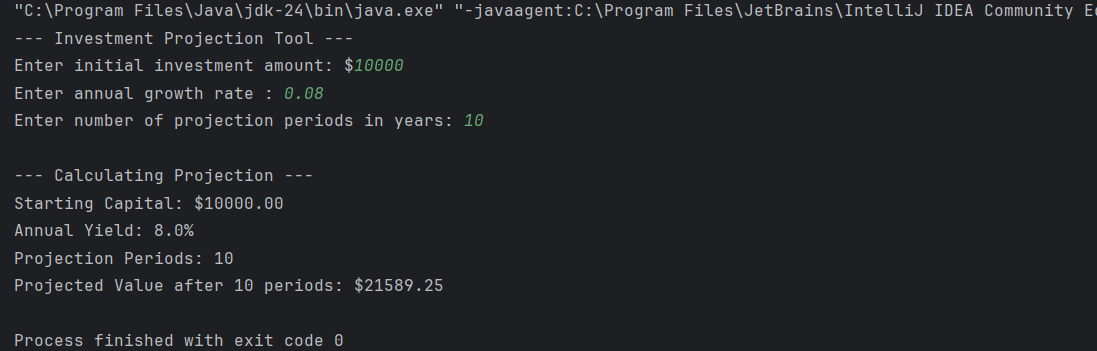 "C:\Program Files\Java\jdk-24\bin\java.exe" "-javaagent:C:\Program Files\JetBrains\IntelliJ IDEA Community
--- Investment Projection Tool ---
Enter initial investment amount: $10000
Enter annual growth rate : 0.08
Enter number of projection periods in years: 10
--- Calculating Projection ---
Starting Capital: $10000.00
Annual Yield: 8.0%
Projection Periods: 10
Projected Value after 10 periods: $21589.25
Process finished with exit code 0